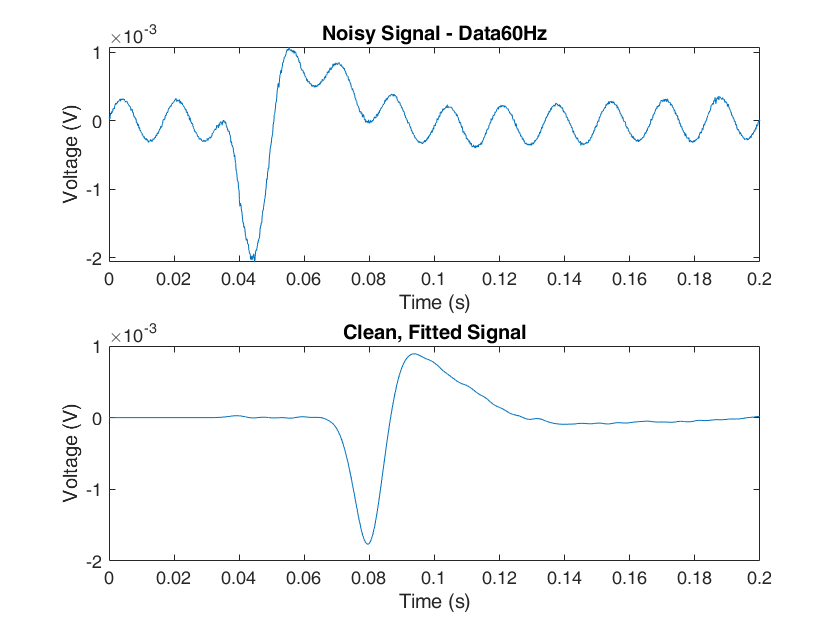 Noisy Signal - Data60Hz
×10-3
1
0
-1
-2
Voltage (V)
0 0.02 0.04 0.06 0.08 0.1 0.12 0.14 0.16 0.18 0.2
Time (s)
Clean, Fitted Signal
×10-3
1
0
-1
-2
Voltage (V)
0 0.02 0.04 0.06 0.08 0.1 0.12 0.14 0.16 0.18 0.2
Time (s)